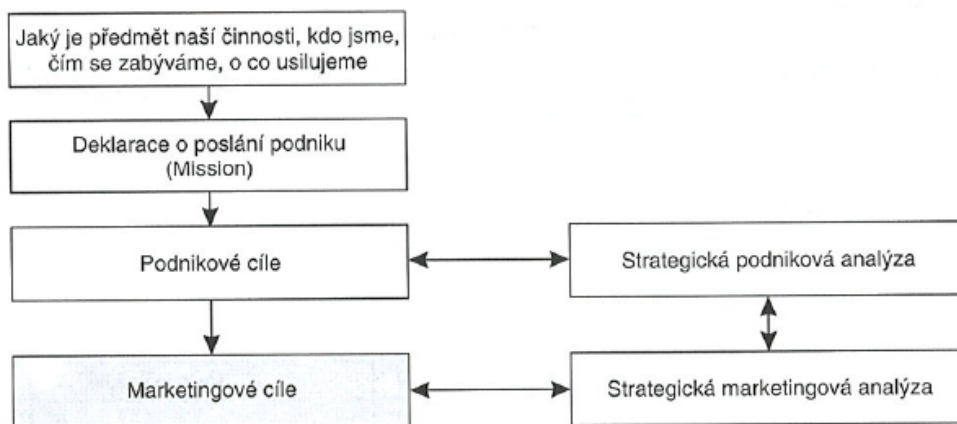 Jaký je předmět naší činnosti, kdo jsme,
čím se zabýváme, o co usilujeme
Deklarace o poslání podniku
(Mission)
Podnikové cíle
Strategická podniková analýza
Marketingové cíle
Strategická marketingová analýza